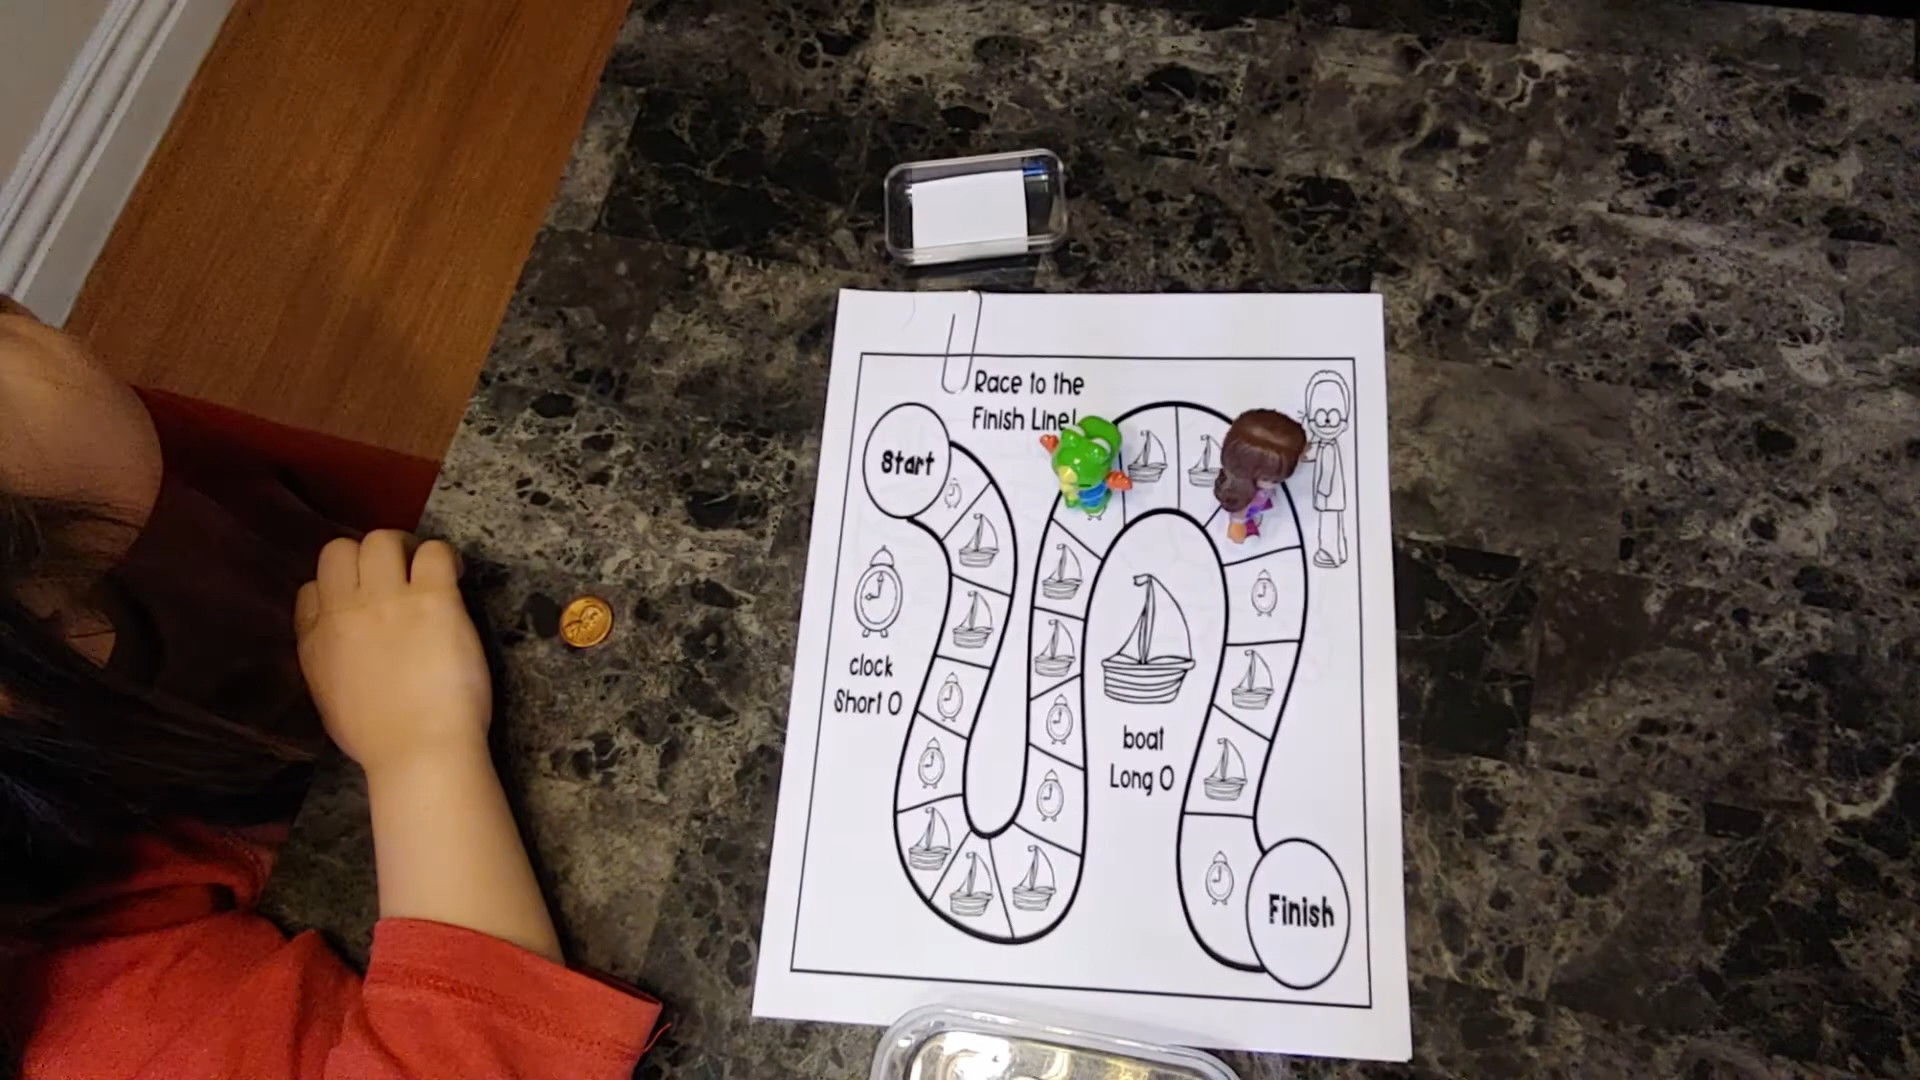 Race to the
Finish Line!
Start
clock
Short O
boat
Long O
Finish